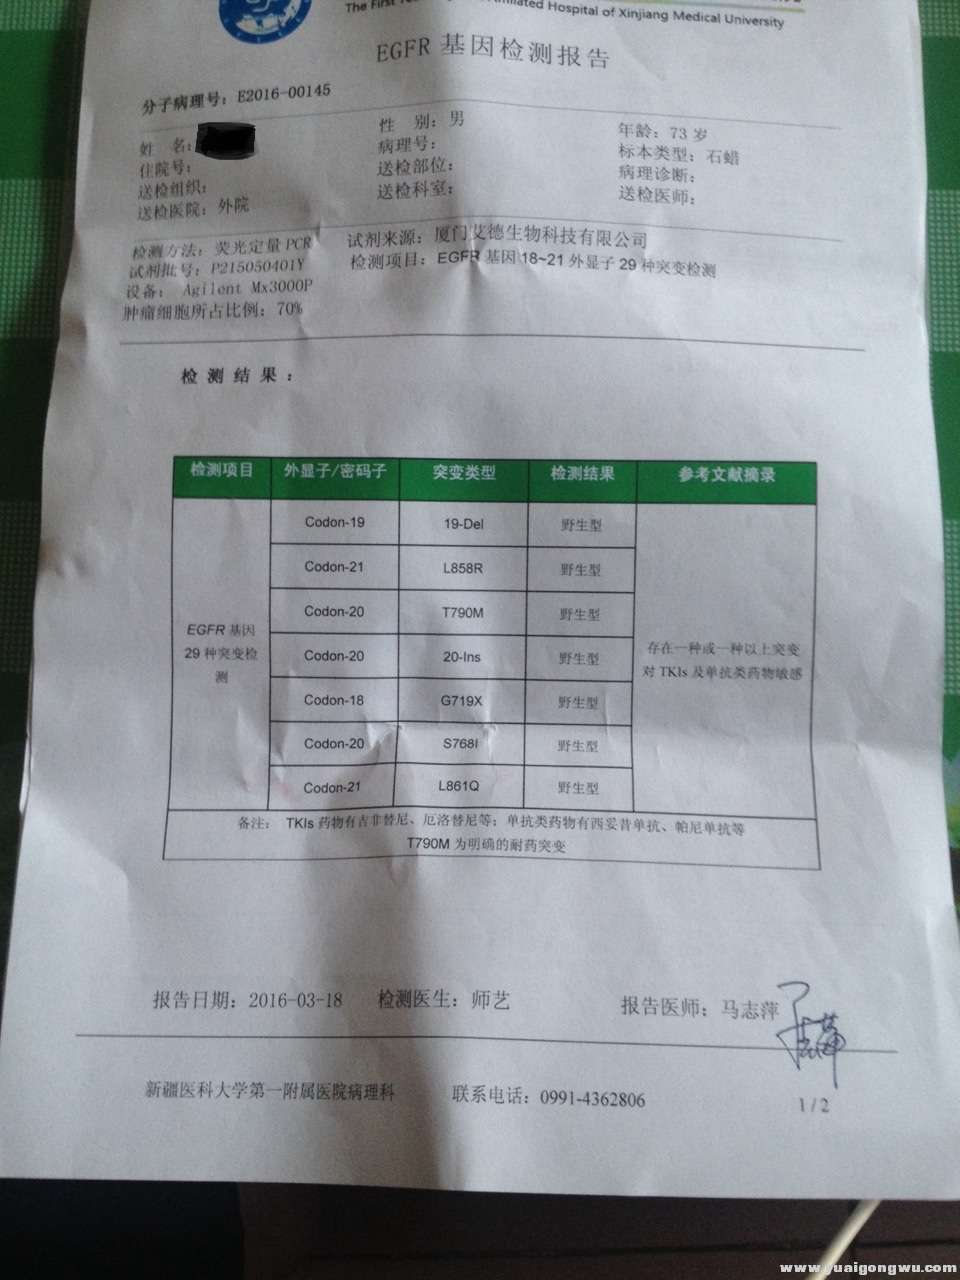 The First Te Affiliated Hospital of Xinjiang Medical University
EGFR 基因检测报告
分子病理号：E2016-00145
姓 名： 性 别：男 年龄：73 岁
住院号： 病理号： 标本类型：石蜡
送检组织： 送检部位： 病理诊断：
送检医院：外院 送检科室： 送检医师：
检测方法：荧光定量 PCR 试剂来源：厦门艾德生物科技有限公司
试剂批号：P215050401Y 检测项目：EGFR 基因 18~21 外显子 29 种突变检测
设备： Agilent Mx3000P
肿瘤细胞所占比例：70%
检 测 结 果 ：
检测项目 外显子/密码子 突变类型 检测结果 参考文献摘录
Codon-19 19-Del 野生型
Codon-21 L858R 野生型
Codon-20 T790M 野生型
Codon-20 20-Ins 野生型
Codon-18 G719X 野生型
Codon-20 S768I 野生型
Codon-21 L861Q 野生型
EGFR 基因
29 种突变检
测
存在一种或一种以上突变
对 TKIs 及单抗类药物敏感
备注： TKIs 药物有吉非替尼、厄洛替尼等；单抗类药物有西妥昔单抗、帕尼单抗等
T790M 为明确的耐药突变
报告日期：2016-03-18 检测医生：师艺 报告医师：马志萍
新疆医科大学第一附属医院病理科 联系电话：0991-4362806
1 / 2
www.yuaigongwu.com